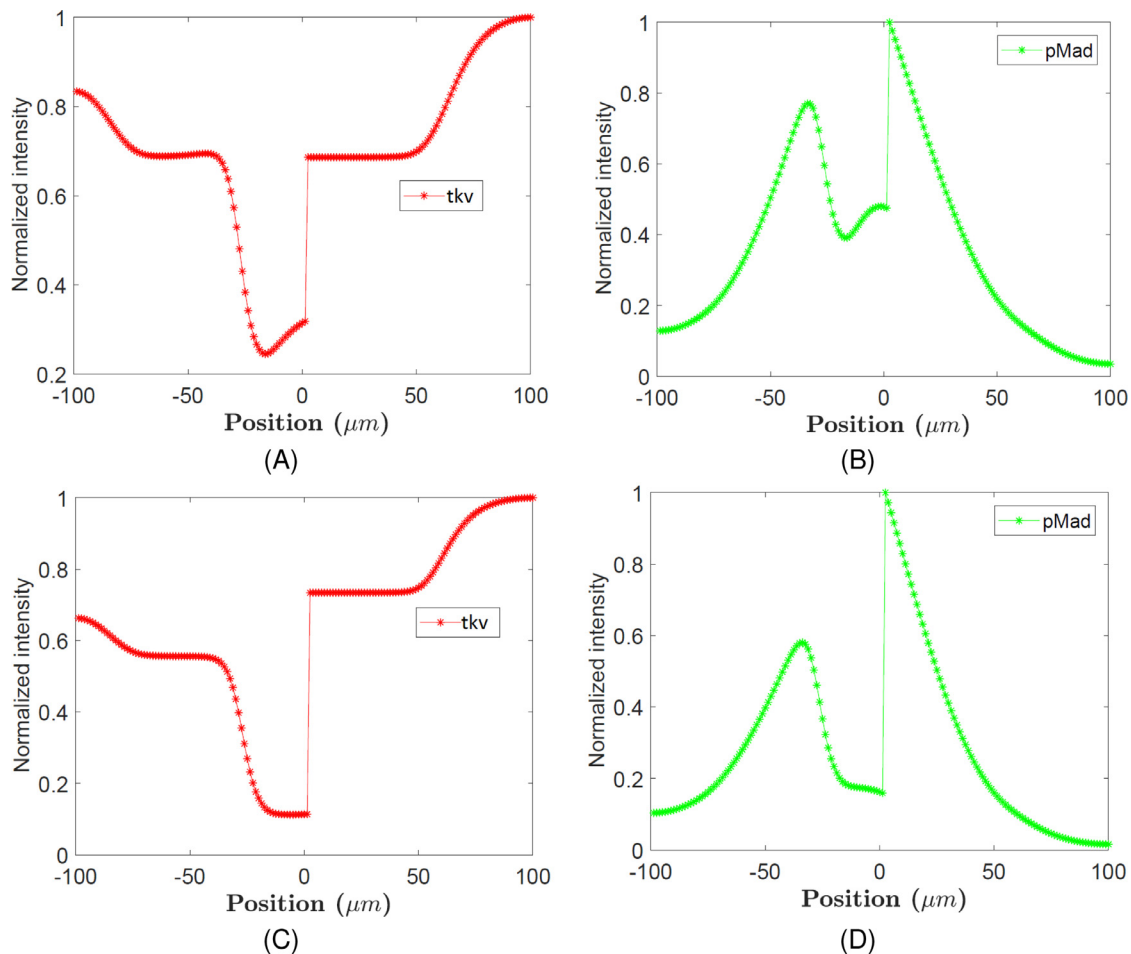 1
0.8
0.6
0.4
0.2
-100 -50 0 50 100
Normalized intensity
Position (μm)
tkv
(A)
1
0.8
0.6
0.4
0.2
0
-100 -50 0 50 100
Normalized intensity
Position (μm)
pMad
(B)
1
0.8
0.6
0.4
0.2
0
-100 -50 0 50 100
Normalized intensity
Position (μm)
tkv
(C)
1
0.8
0.6
0.4
0.2
0
-100 -50 0 50 100
Normalized intensity
Position (μm)
pMad
(D)